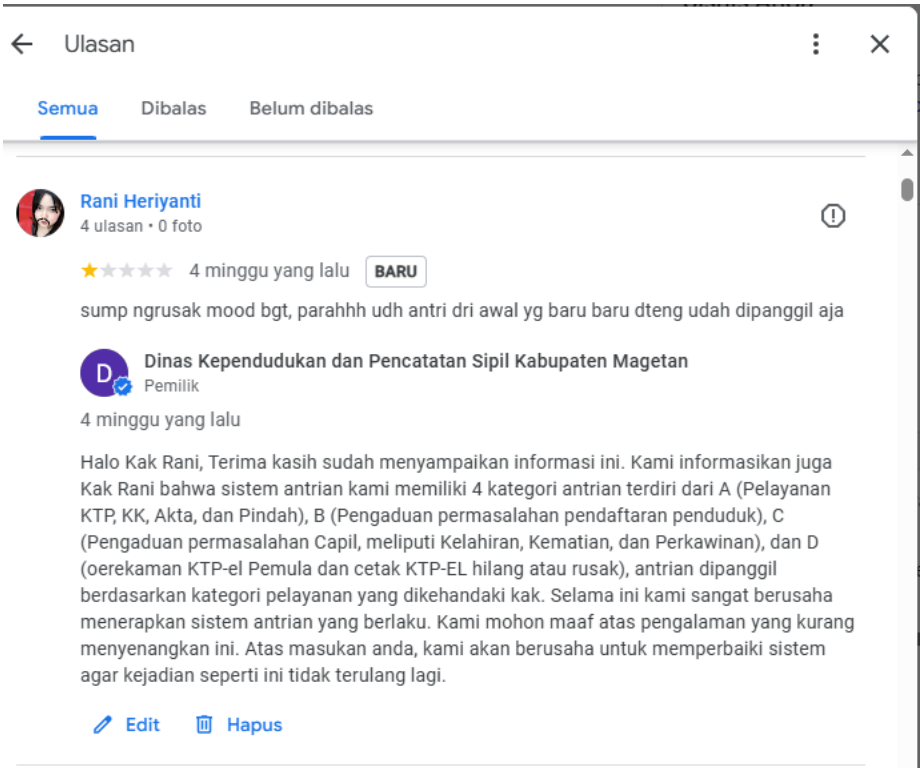 Ulasan
Semua Dibalas Belum dibalas
Rani Heriyanti
4 ulasan • 0 foto
4 minggu yang lalu BARU
sump ngrusak mood bgt, parahhh udh antri dri awal yg baru baru dteng udah dipanggil aja
D Dinas Kependudukan dan Pencatatan Sipil Kabupaten Magetan
Pemilik
4 minggu yang lalu
Halo Kak Rani, Terima kasih sudah menyampaikan informasi ini. Kami informasikan juga
Kak Rani bahwa sistem antrian kami memiliki 4 kategori antrian terdiri dari A (Pelayanan
KTP, KK, Akta, dan Pindah), B (Pengaduan permasalahan pendaftaran penduduk), C
(Pengaduan permasalahan Capil, meliputi Kelahiran, Kematian, dan Perkawinan), dan D
(oerekaman KTP-el Pemula dan cetak KTP-EL hilang atau rusak), antrian dipanggil
berdasarkan kategori pelayanan yang dikehandaki kak. Selama ini kami sangat berusaha
menerapkan sistem antrian yang berlaku. Kami mohon maaf atas pengalaman yang kurang
menyenangkan ini. Atas masukan anda, kami akan berusaha untuk memperbaiki sistem
agar kejadian seperti ini tidak terulang lagi.
Edit Hapus